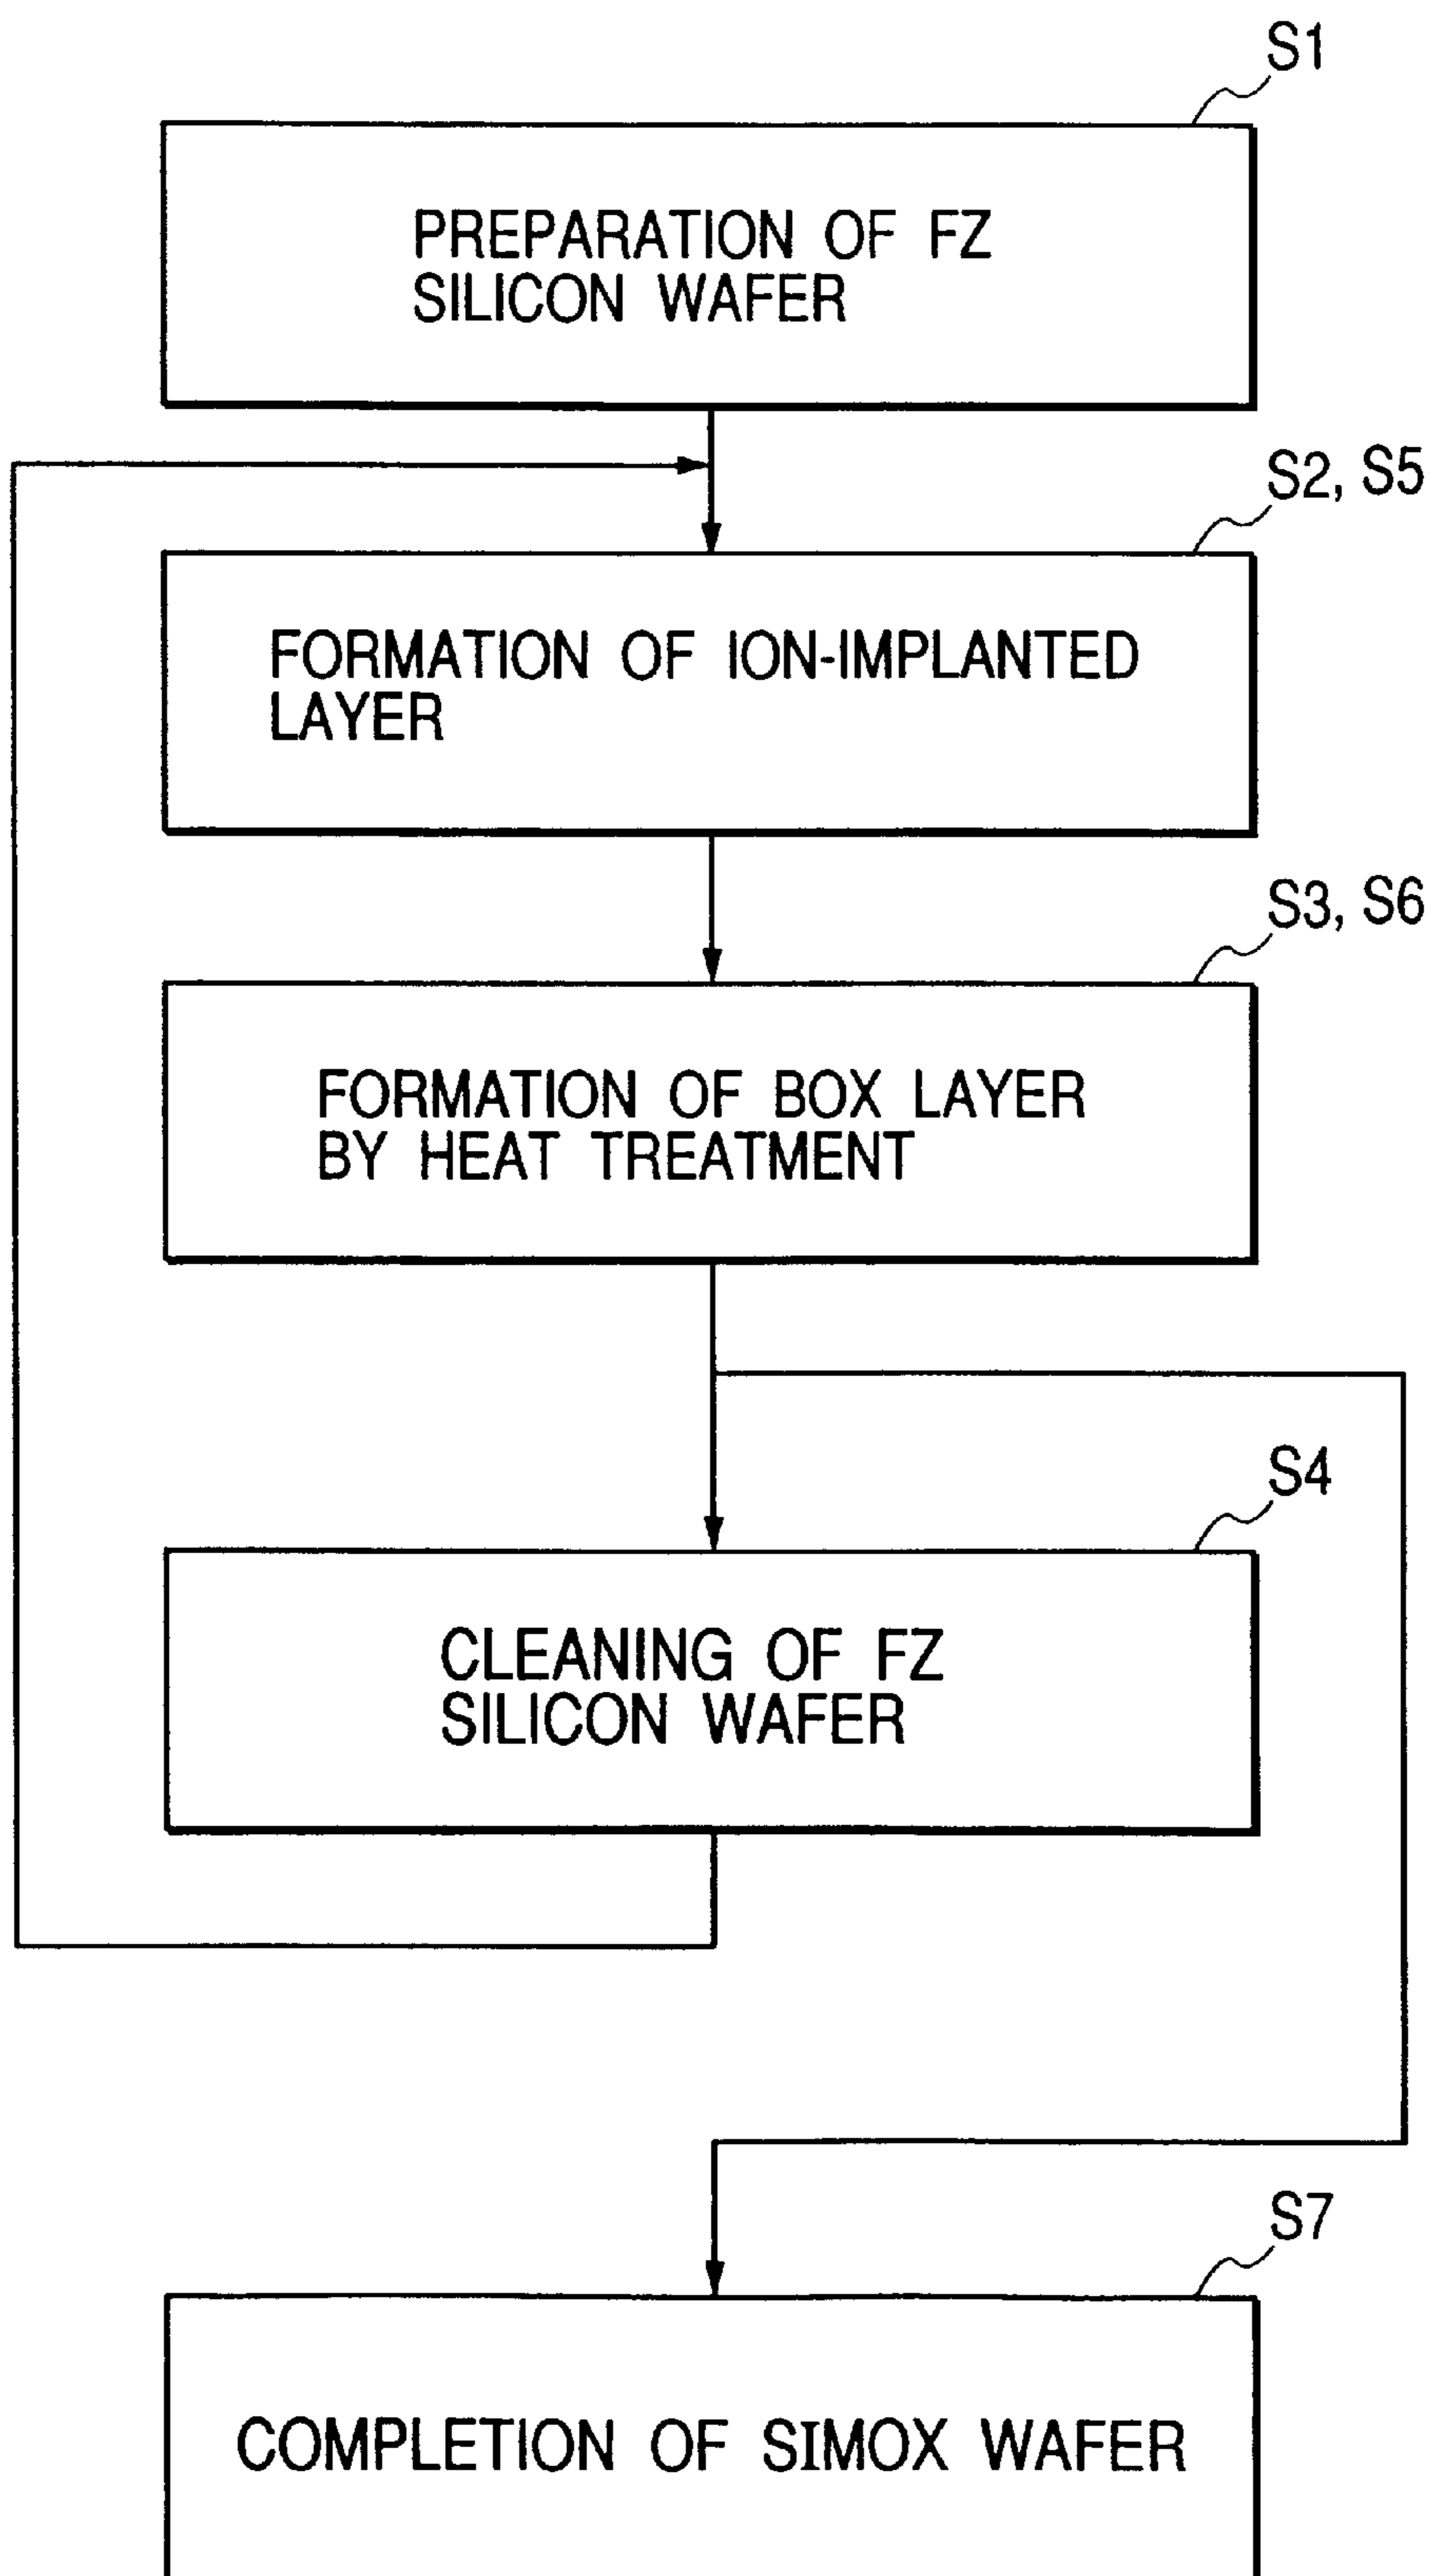 S1
PREPARATION OF FZ
SILICON WAFER
S2, S5
FORMATION OF ION-IMPLANTED
LAYER
S3, S6
FORMATION OF BOX LAYER
BY HEAT TREATMENT
S4
CLEANING OF FZ
SILICON WAFER
S7
COMPLETION OF SIMOX WAFER